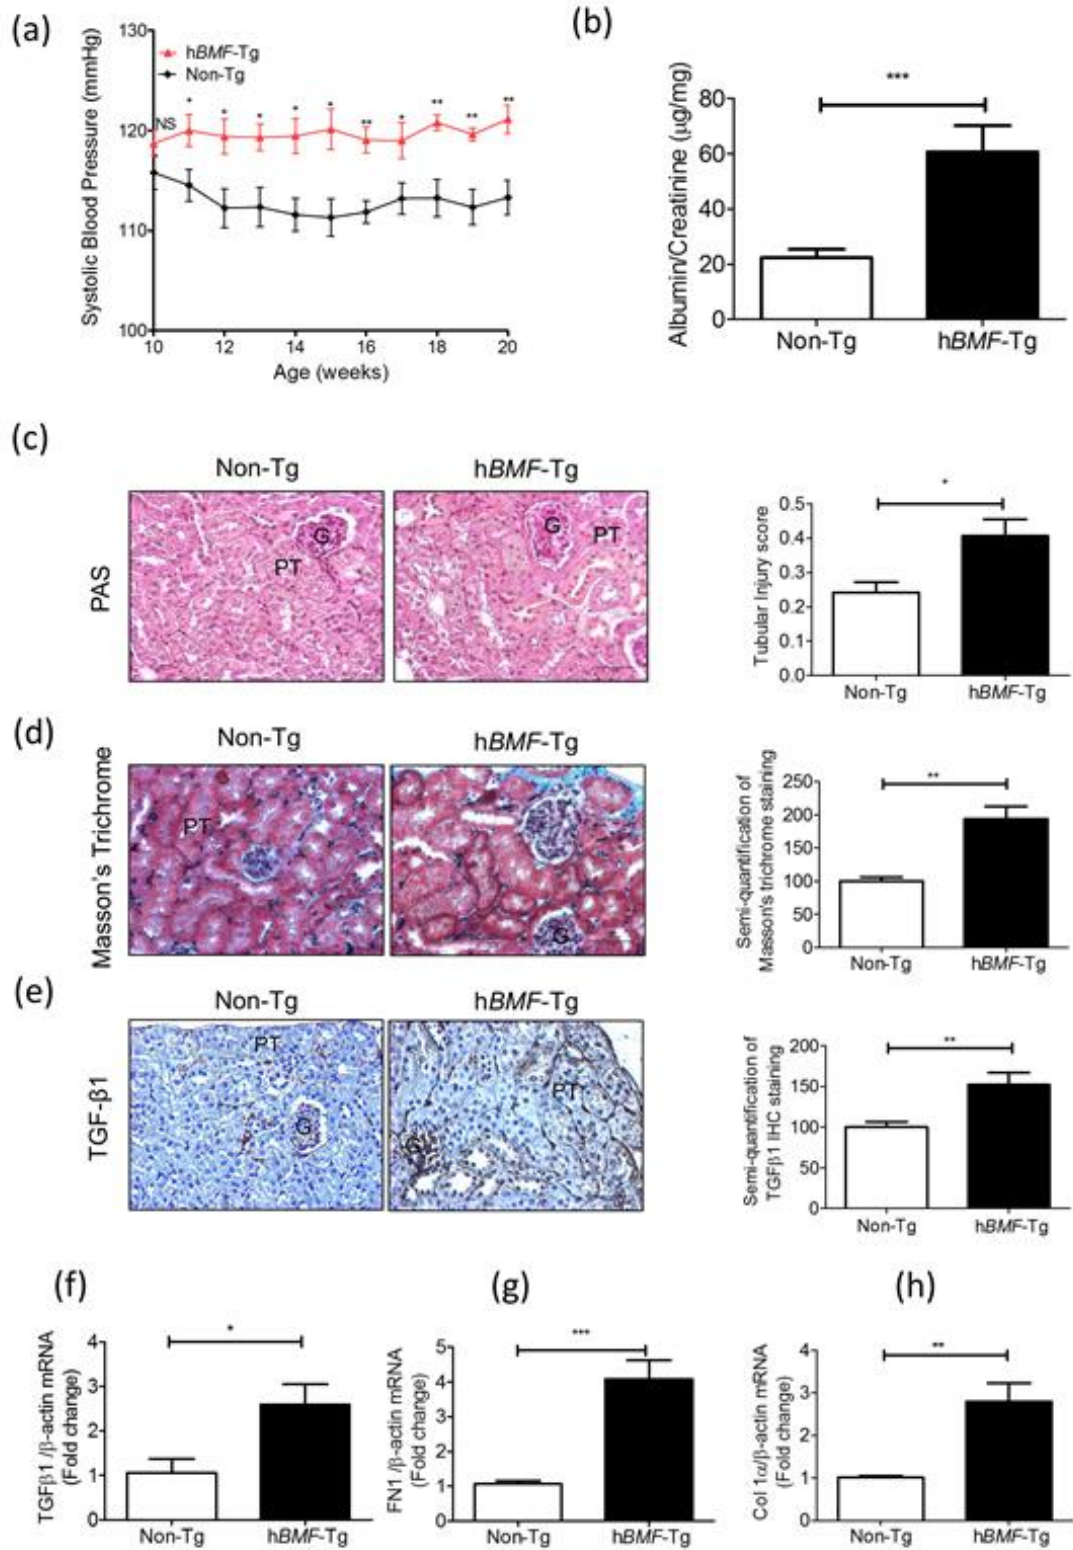 (a)
Systolic Blood Pressure (mmHg)
130
120
110
100
hBMF-Tg
Non-Tg
NS * * * * * ** * ** ** **
10 12 14 16 18 20
Age (weeks)
(b)
Albumin/Creatinine (µg/mg)
80
60
40
20
0
***
Non-Tg hBMF-Tg
(c)
Non-Tg hBMF-Tg
PAS
G
PT
G
PT
Tubular Injury score
0.5
0.4
0.3
0.2
0.1
0.0
*
Non-Tg hBMF-Tg
(d)
Non-Tg hBMF-Tg
Masson's Trichrome
PT
G
Semi-quantification of
Masson's trichrome staining
250
200
150
100
50
0
**
Non-Tg hBMF-Tg
(e)
Non-Tg hBMF-Tg
TGF-β1
PT
G
PT
G
Semi-quantification of
TGFβ1 IHC staining
200
150
100
50
0
**
Non-Tg hBMF-Tg
(f)
TGFβ1 /β-actin mRNA
(Fold change)
4
3
2
1
0
*
Non-Tg hBMF-Tg
(g)
FN1 /β-actin mRNA
(Fold change)
5
4
3
2
1
0
***
Non-Tg hBMF-Tg
(h)
Col 1α/β-actin mRNA
(Fold change)
4
3
2
1
0
**
Non-Tg hBMF-Tg